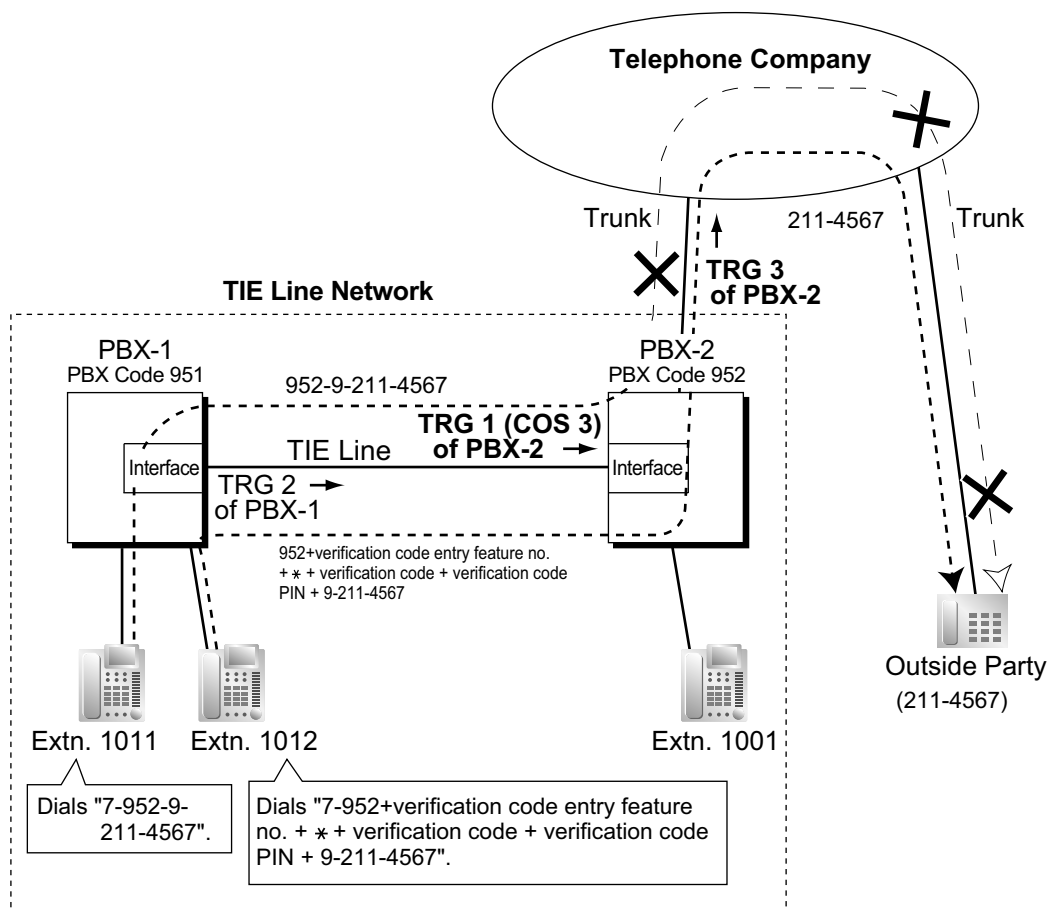 Telephone Company
Trunk
211-4567
Trunk
TRG 3
of PBX-2
TIE Line Network
PBX-1
PBX Code 951
PBX-2
PBX Code 952
952-9-211-4567
TRG 1 (COS 3)
of PBX-2
TIE Line
Interface
Interface
TRG 2
of PBX-1
952+verification code entry feature no.
+ * + verification code + verification code
PIN + 9-211-4567
Outside Party
(211-4567)
Extn. 1011
Extn. 1012
Extn. 1001
Dials "7-952-9-
211-4567".
Dials "7-952+verification code entry feature
no. + * + verification code + verification code
PIN + 9-211-4567".